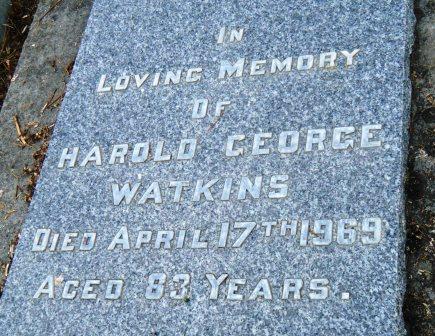 In
Loving Memory
Of
Harold George
Watkins
Died April 17th 1969
Aged 83 Years.